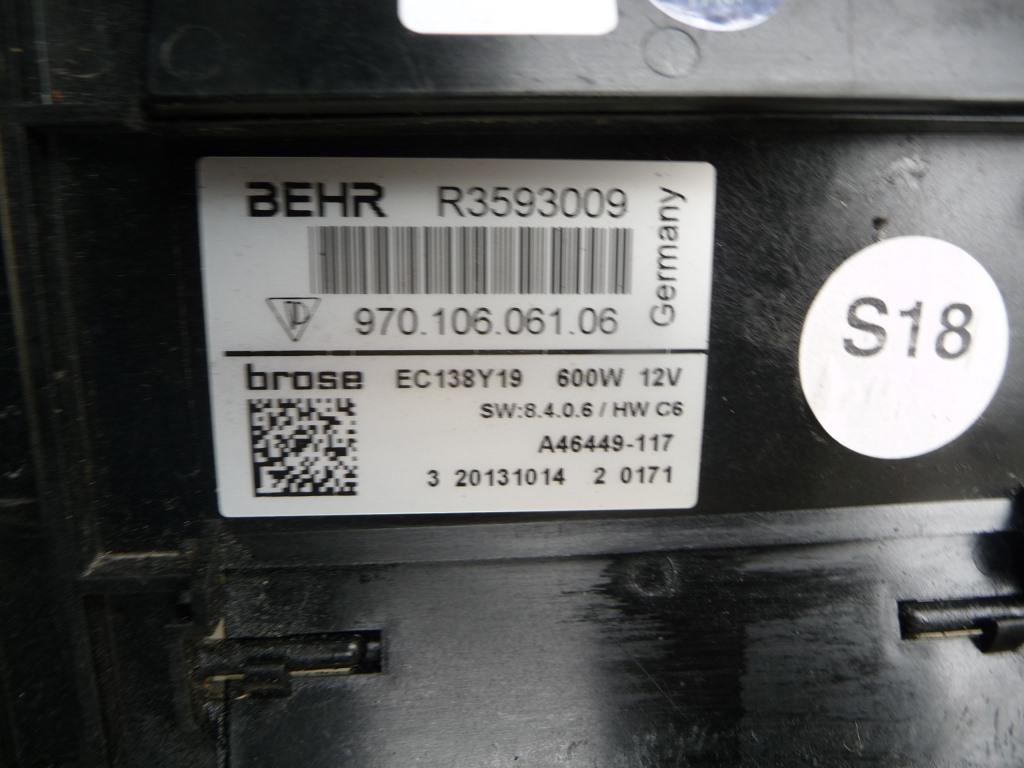 BEHR R3593009
Germany
970.106.061.06
brose EC138Y19 600W 12V
SW:8.4.0.6 / HW C6
A46449-117
3 20131014 2 0171
S18